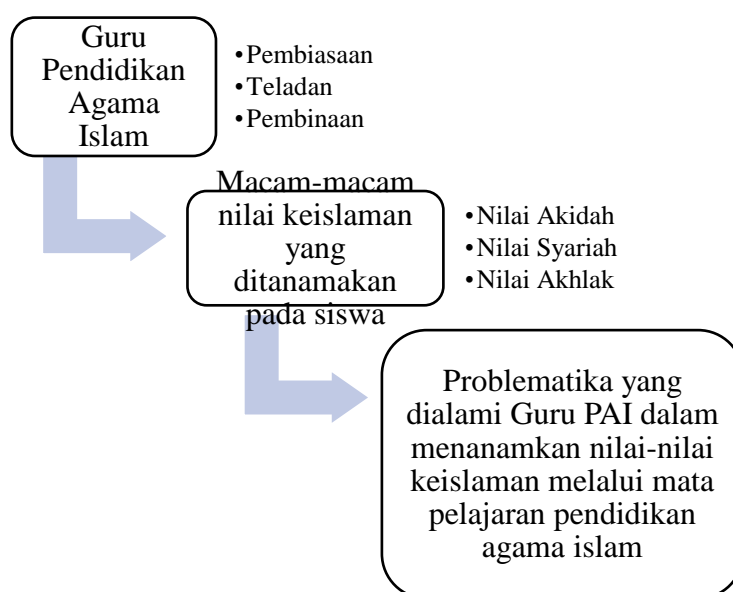 Guru
Pendidikan
Agama
Islam
•Pembiasaan
•Teladan
•Pembinaan
Macam-macam
nilai keislaman
yang
ditanamakan
pada siswa
•Nilai Akidah
•Nilai Syariah
•Nilai Akhlak
Problematika yang
dialami Guru PAI dalam
menanamkan nilai-nilai
keislaman melalui mata
pelajaran pendidikan
agama islam